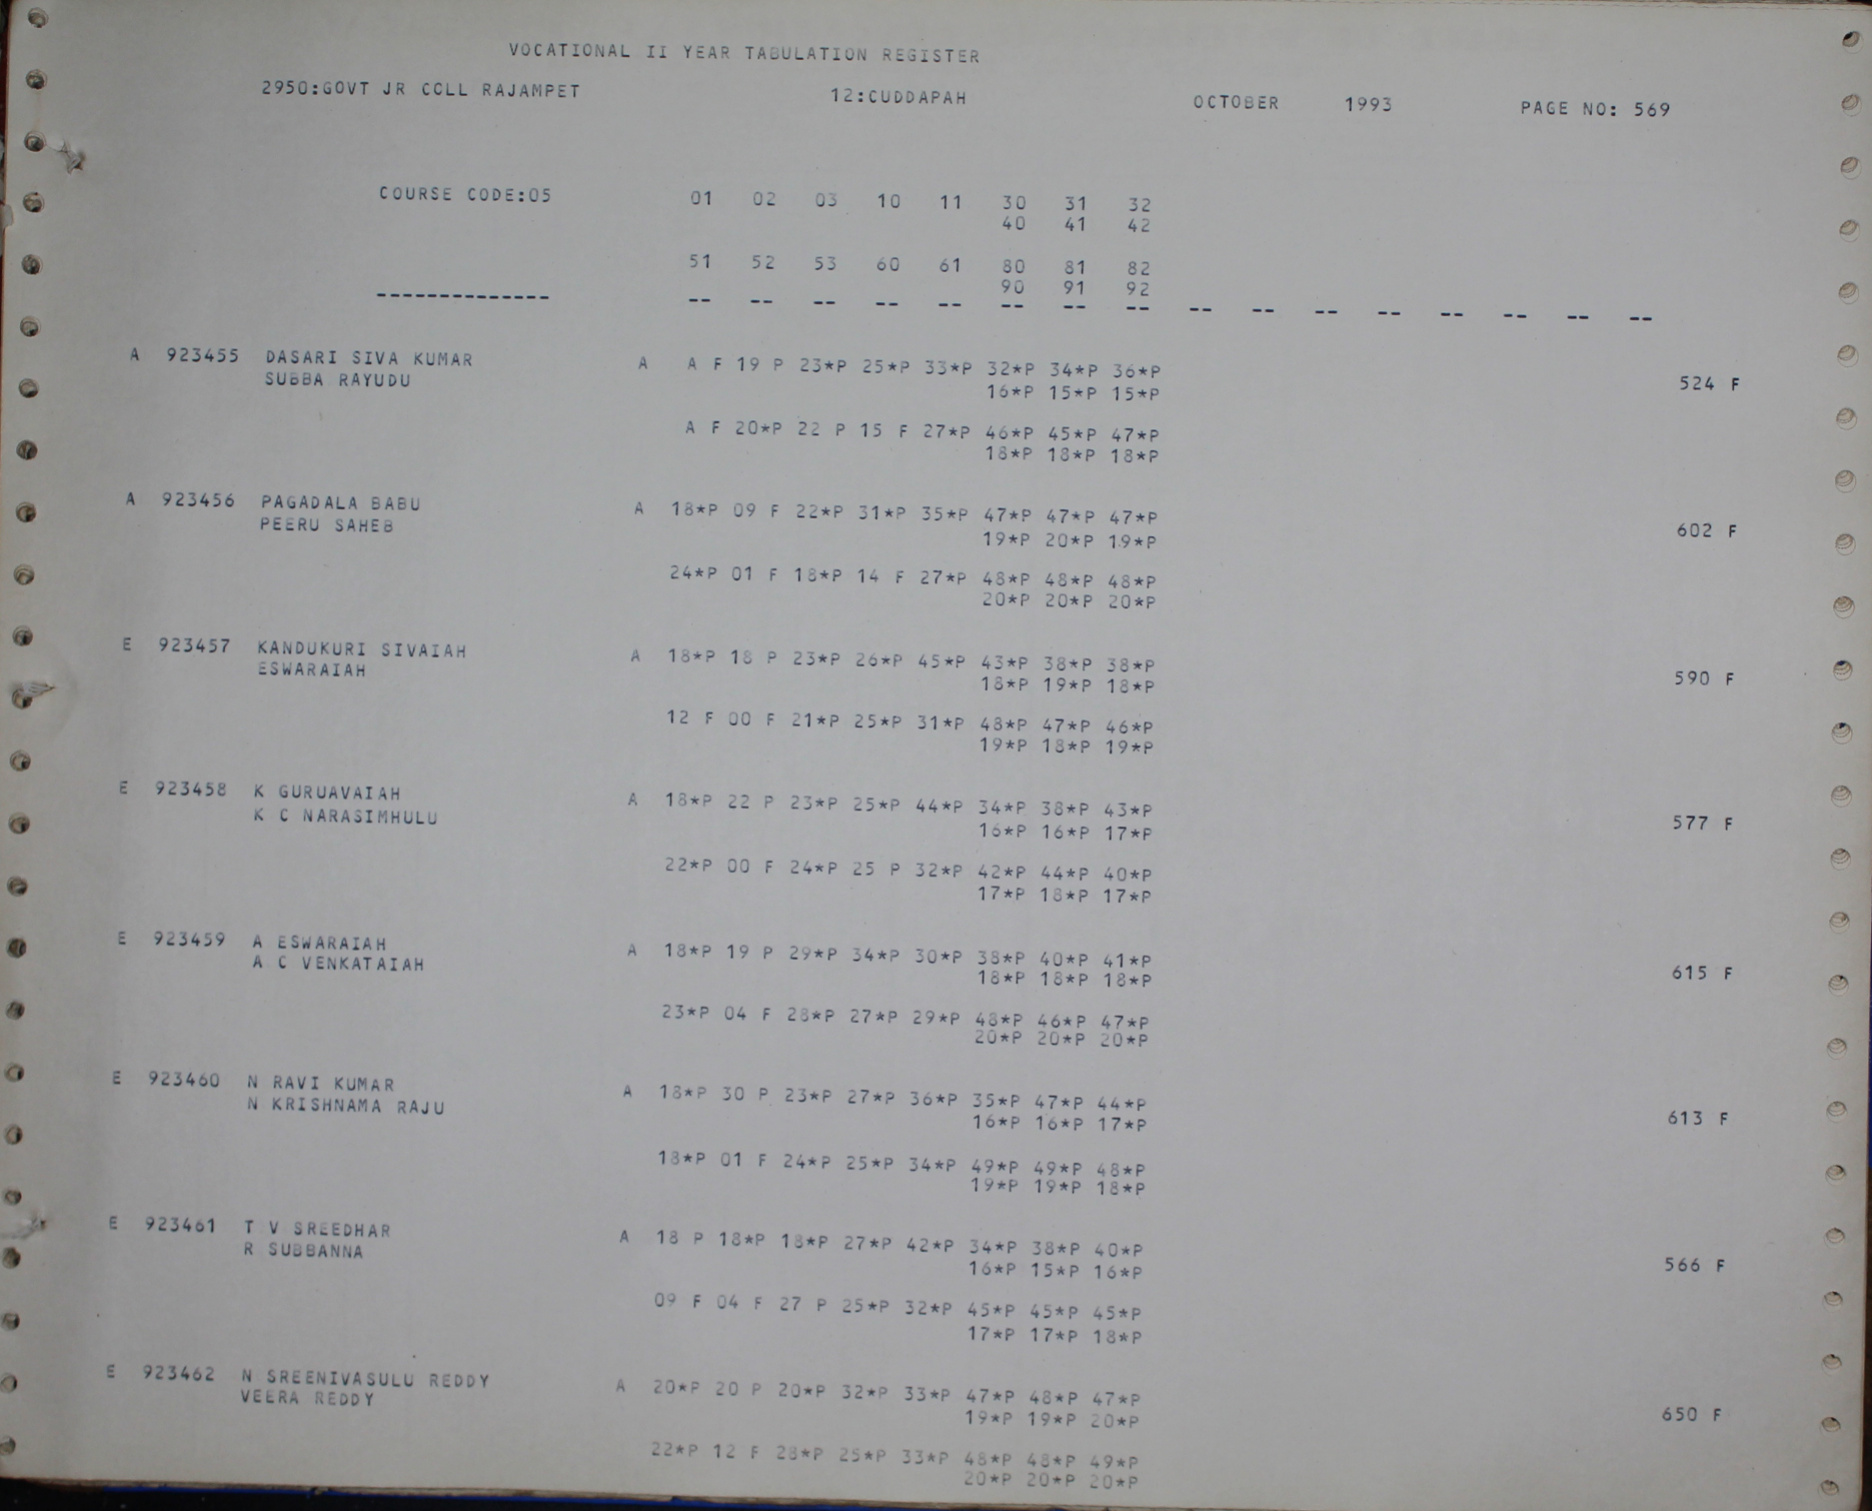 VOCATIONAL II YEAR TABULATION REGISTER
2950:GOVT JR COLL RAJAMPET 12:CUDDAPAH OCTOBER 1993 PAGE NO: 569
COURSE CODE:05 01 02 03 10 11 30 31 32
40 41 42
51 52 53 60 61 80 81 82
90 91 92
-------------- -- -- -- -- -- -- -- -- -- -- -- -- -- -- -- --
A 923455 DASARI SIVA KUMAR A A F 19 P 23*P 25*P 33*P 32*P 34*P 36*P
SUBBA RAYUDU 16*P 15*P 15*P 524 F
A F 20*P 22 P 15 F 27*P 46*P 45*P 47*P
18*P 18*P 18*P
A 923456 PAGADALA BABU A 18*P 09 F 22*P 31*P 35*P 47*P 47*P 47*P
PEERU SAHEB 19*P 20*P 19*P 602 F
24*P 01 F 18*P 14 F 27*P 48*P 48*P 48*P
20*P 20*P 20*P
E 923457 KANDUKURI SIVAIAH A 18*P 18 P 23*P 26*P 45*P 43*P 38*P 38*P
ESWARAIAH 18*P 19*P 18*P 590 F
12 F 00 F 21*P 25*P 31*P 48*P 47*P 46*P
19*P 18*P 19*P
E 923458 K GURUAVAIAH A 18*P 22 P 23*P 25*P 44*P 34*P 38*P 43*P
K C NARASIMHULU 16*P 16*P 17*P 577 F
22*P 00 F 24*P 25 P 32*P 42*P 44*P 40*P
17*P 18*P 17*P
E 923459 A ESWARAIAH A 18*P 19 P 29*P 34*P 30*P 38*P 40*P 41*P
A C VENKATAIAH 18*P 18*P 18*P 615 F
23*P 04 F 28*P 27*P 29*P 48*P 46*P 47*P
20*P 20*P 20*P
E 923460 N RAVI KUMAR A 18*P 30 P 23*P 27*P 36*P 35*P 47*P 44*P
N KRISHNAMA RAJU 16*P 16*P 17*P 613 F
18*P 01 F 24*P 25*P 34*P 49*P 49*P 48*P
19*P 19*P 18*P
E 923461 T V SREEDHAR A 18 P 18*P 18*P 27*P 42*P 34*P 38*P 40*P
R SUBBANNA 16*P 15*P 16*P 566 F
09 F 04 F 27 P 25*P 32*P 45*P 45*P 45*P
17*P 17*P 18*P
E 923462 N SREENIVASULU REDDY A 20*P 20 P 20*P 32*P 33*P 47*P 48*P 47*P
VEERA REDDY 19*P 19*P 20*P 650 F
22*P 12 F 28*P 25*P 33*P 48*P 48*P 49*P
20*P 20*P 20*P